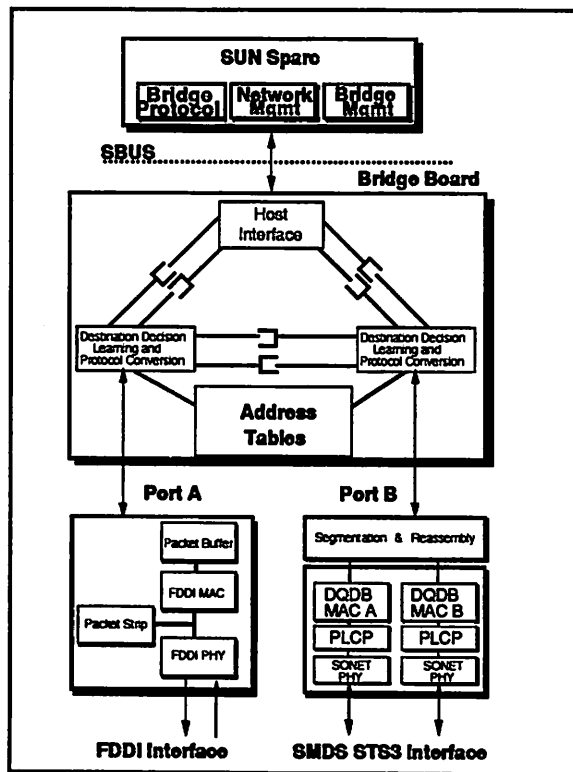 SUN Sparc
Bridge Protocol
Network Mgmt
Bridge Mgmt
SBUS
Bridge Board
Host
Interface
Destination Decision
Learning and
Protocol Conversion
Destination Decision
Learning and
Protocol Conversion
Address
Tables
Port A
Port B
Packet Buffer
FDDI MAC
Packet Strip
FDDI PHY
Segmentation & Reassembly
DQDB
MAC A
DQDB
MAC B
PLCP
PLCP
SONET
PHY
SONET
PHY
FDDI Interface
SMDS STS3 Interface